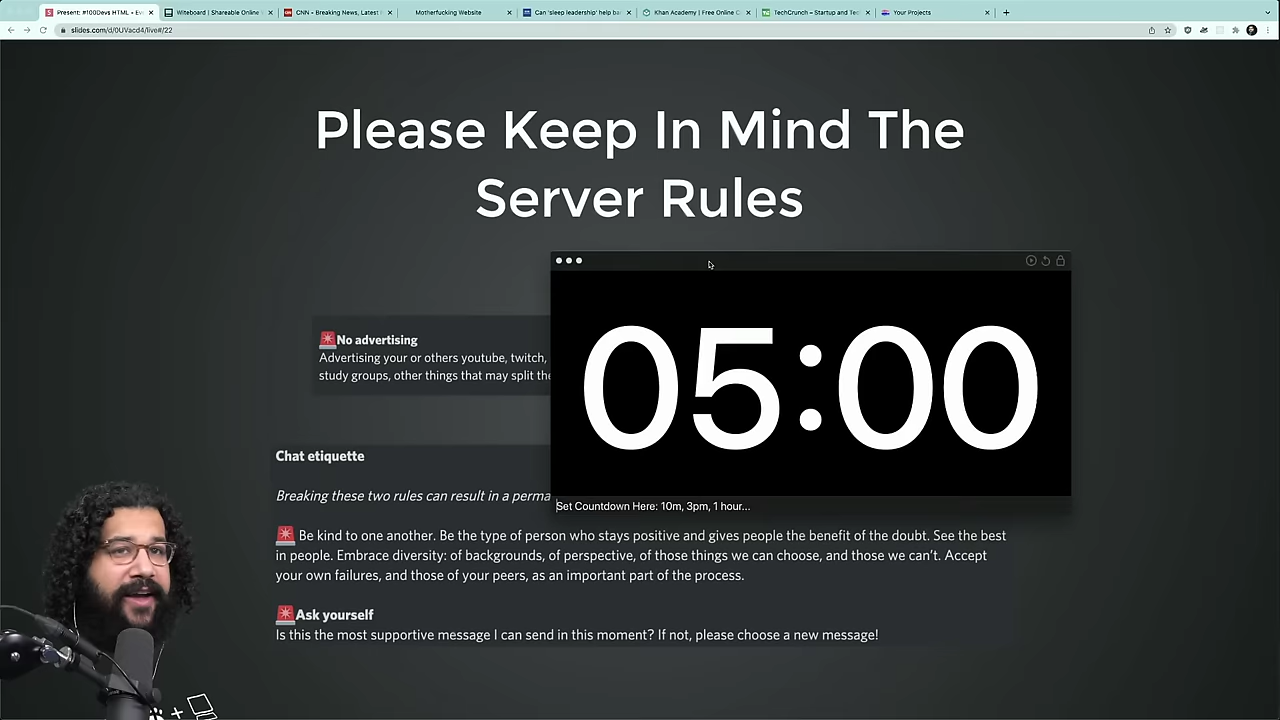 Present: #100Devs HTML • Ev
Witeboard | Shareable Online
CNN • Breaking News, Latest
Motherfucking Website
Can 'sleep leadership' help ba
Khan Academy | Free Online C
TechCrunch – Startup and Tec
Your Projects
slides.com/d/0UVacd4/live#/22
Please Keep In Mind The
Server Rules
No advertising
Advertising your or others youtube, twitch,
study groups, other things that may split the
05:00
Set Countdown Here: 10m, 3pm, 1 hour...
Chat etiquette
Breaking these two rules can result in a perma
Be kind to one another. Be the type of person who stays positive and gives people the benefit of the doubt. See the best
in people. Embrace diversity: of backgrounds, of perspective, of those things we can choose, and those we can't. Accept
your own failures, and those of your peers, as an important part of the process.
Ask yourself
Is this the most supportive message I can send in this moment? If not, please choose a new message!